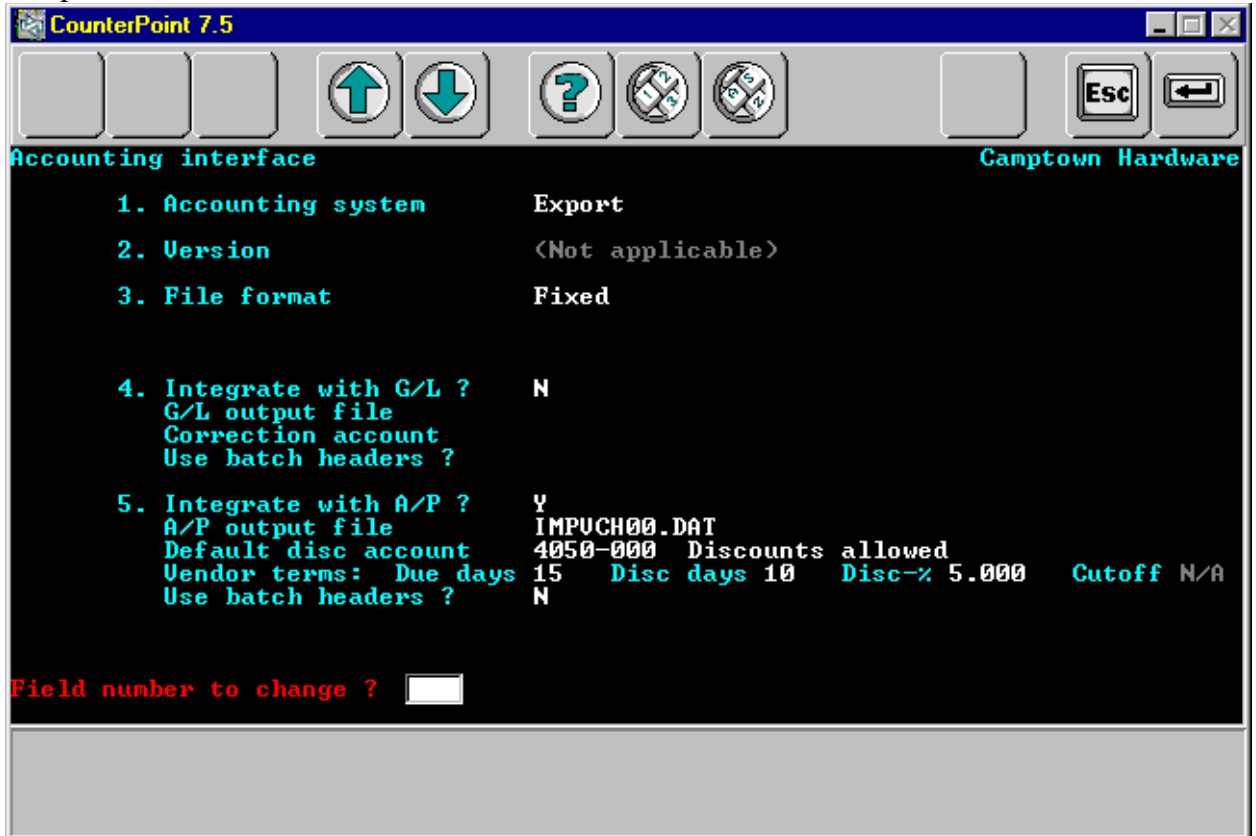 CounterPoint 7.5
Esc
Accounting interface Camptown Hardware
1. Accounting system Export
2. Version (Not applicable)
3. File format Fixed
4. Integrate with G/L ? N
G/L output file
Correction account
Use batch headers ?
5. Integrate with A/P ? Y
A/P output file IMPVCH00.DAT
Default disc account 4050-000 Discounts allowed
Vendor terms: Due days 15 Disc days 10 Disc-% 5.000 Cutoff N/A
Use batch headers ? N
Field number to change ?